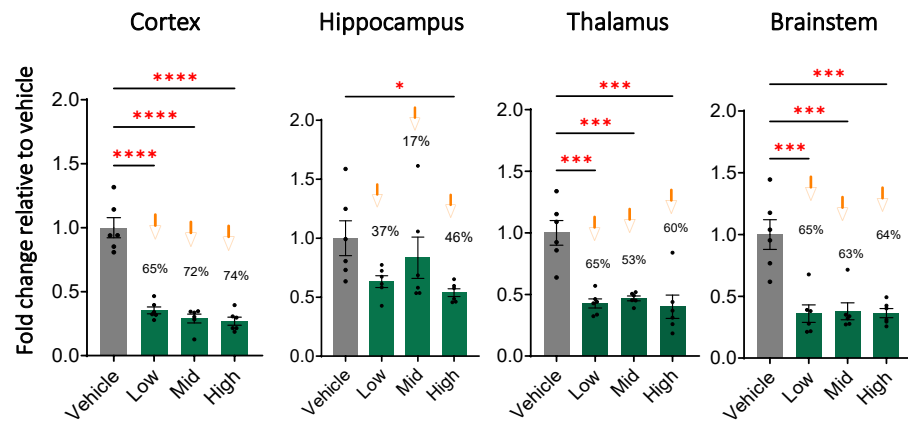 Cortex
Hippocampus
Thalamus
Brainstem
Fold change relative to vehicle
2.0
1.5
1.0
0.5
0.0
****
****
****
65%
72%
74%
Vehicle
Low
Mid
High
2.0
1.5
1.0
0.5
0.0
*
37%
17%
46%
Vehicle
Low
Mid
High
2.0
1.5
1.0
0.5
0.0
***
***
***
65%
53%
60%
Vehicle
Low
Mid
High
2.0
1.5
1.0
0.5
0.0
***
***
***
65%
63%
64%
Vehicle
Low
Mid
High